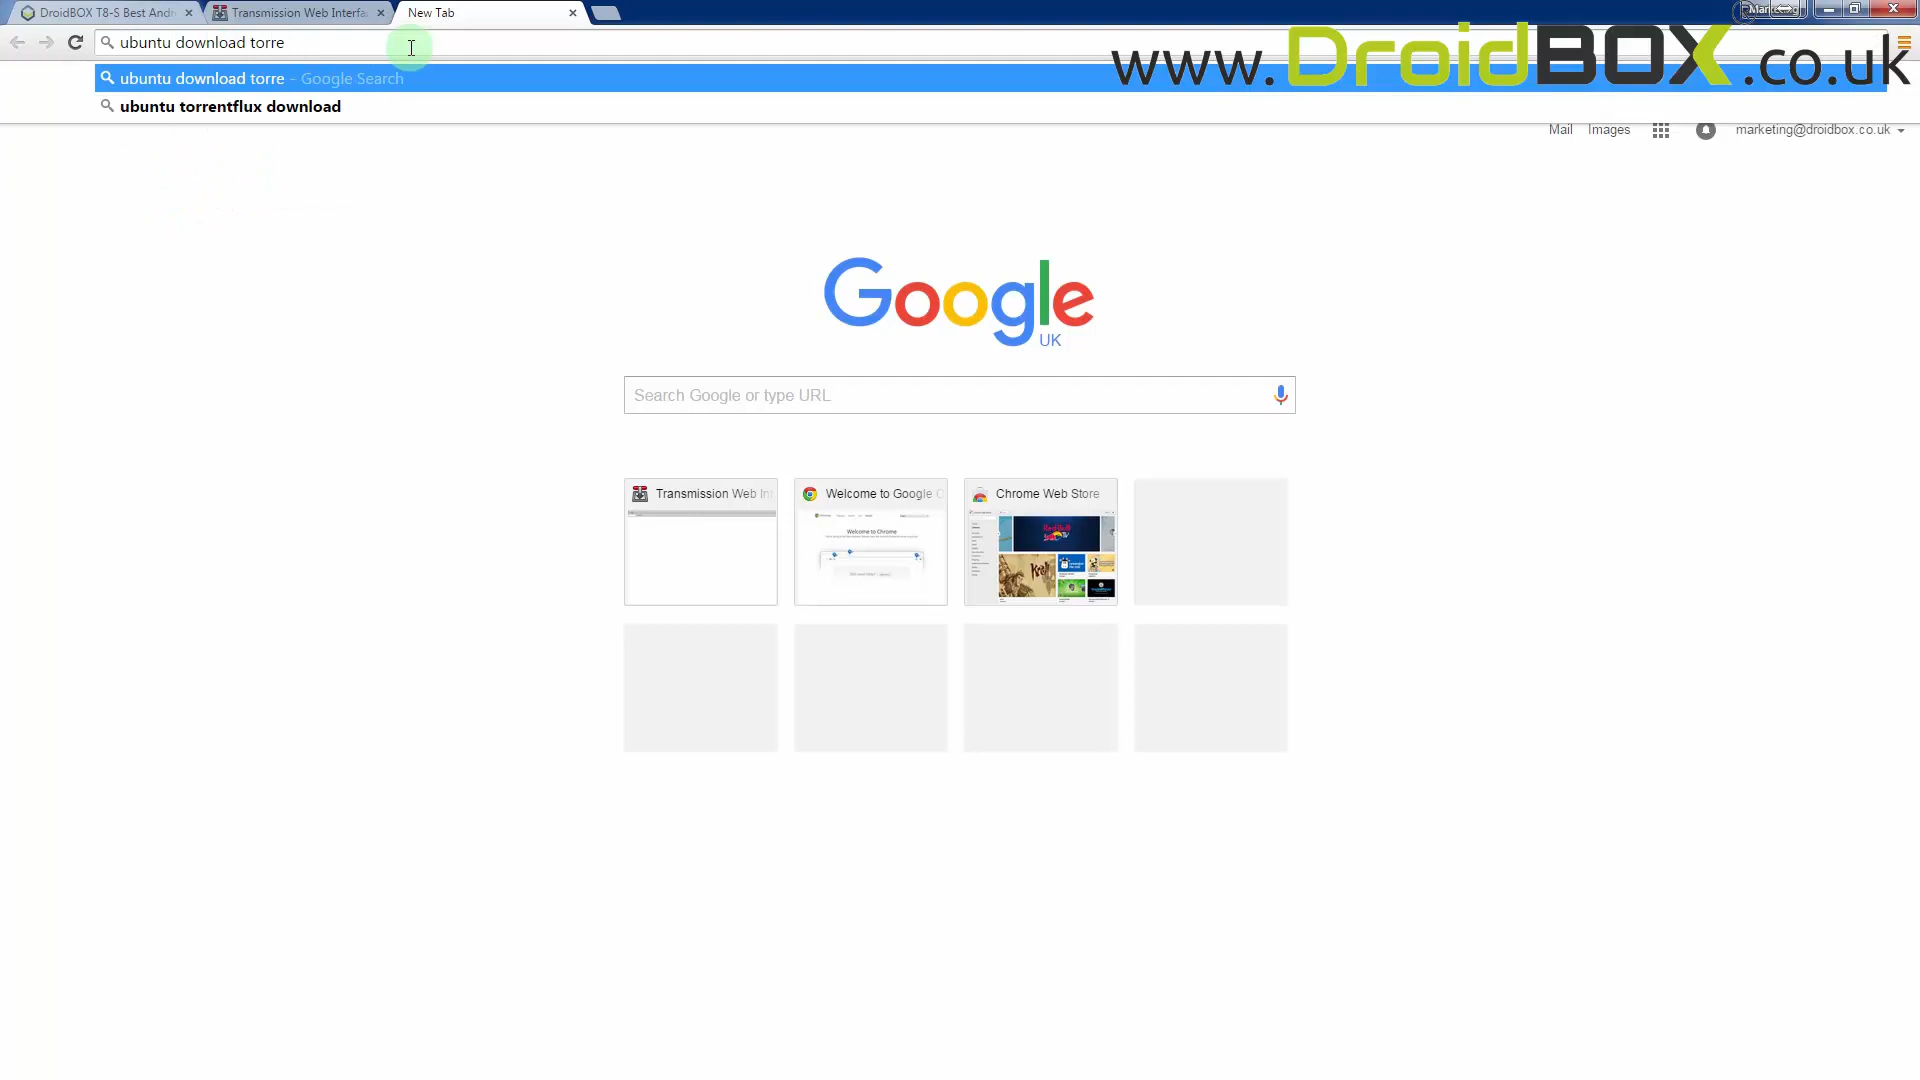 DroidBOX T8-S Best Andr
Transmission Web Interfa
New Tab
ubuntu download torre
www.DroidBOX.co.uk
ubuntu download torre - Google Search
ubuntu torrentflux download
Mail
Images
marketing@droidbox.co.uk
Google
UK
Search Google or type URL
Transmission Web In
Welcome to Google C
Chrome Web Store
Welcome to Chrome